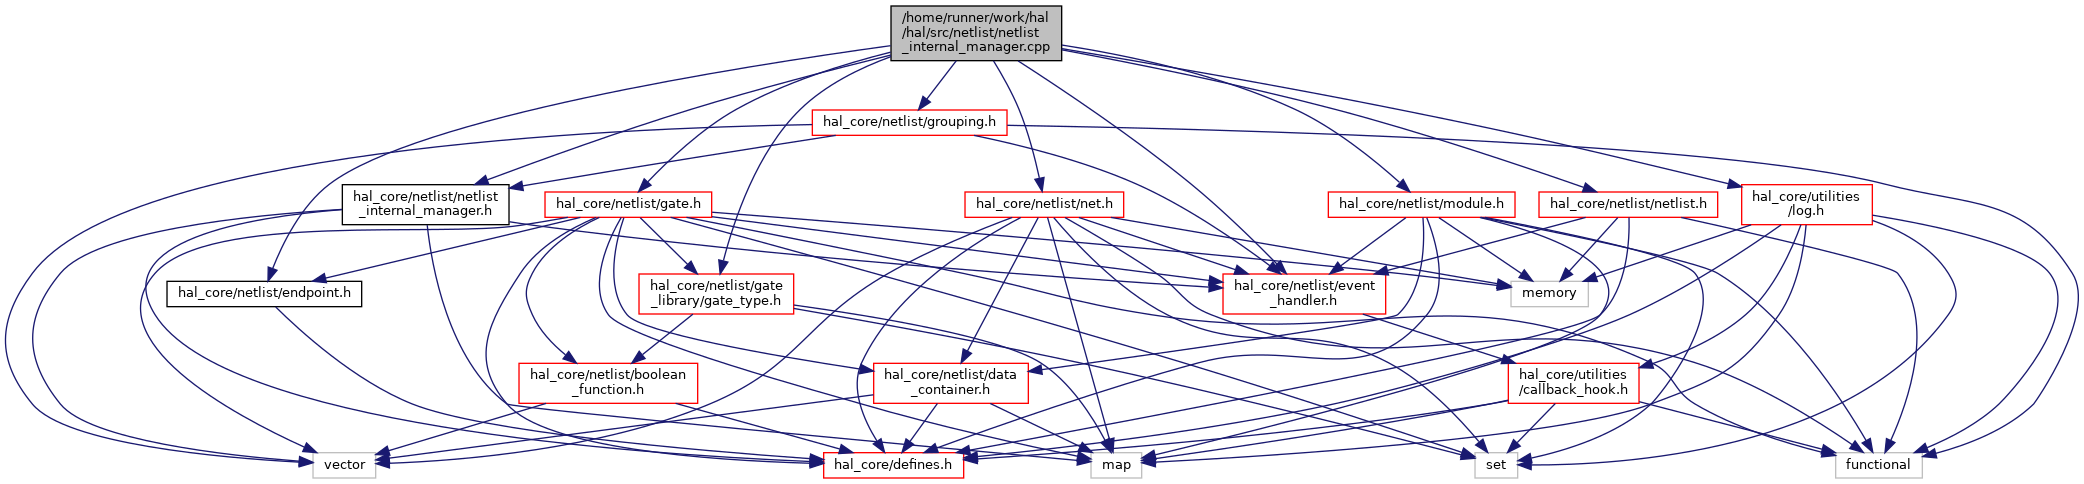 /home/runner/work/hal
/hal/src/netlist/netlist
_internal_manager.cpp
hal_core/netlist/grouping.h
hal_core/netlist/netlist
_internal_manager.h
hal_core/netlist/gate.h
hal_core/netlist/net.h
hal_core/netlist/module.h
hal_core/netlist/netlist.h
hal_core/utilities
/log.h
hal_core/netlist/endpoint.h
hal_core/netlist/gate
_library/gate_type.h
hal_core/netlist/event
_handler.h
memory
hal_core/netlist/boolean
_function.h
hal_core/netlist/data
_container.h
hal_core/utilities
/callback_hook.h
vector
hal_core/defines.h
map
set
functional